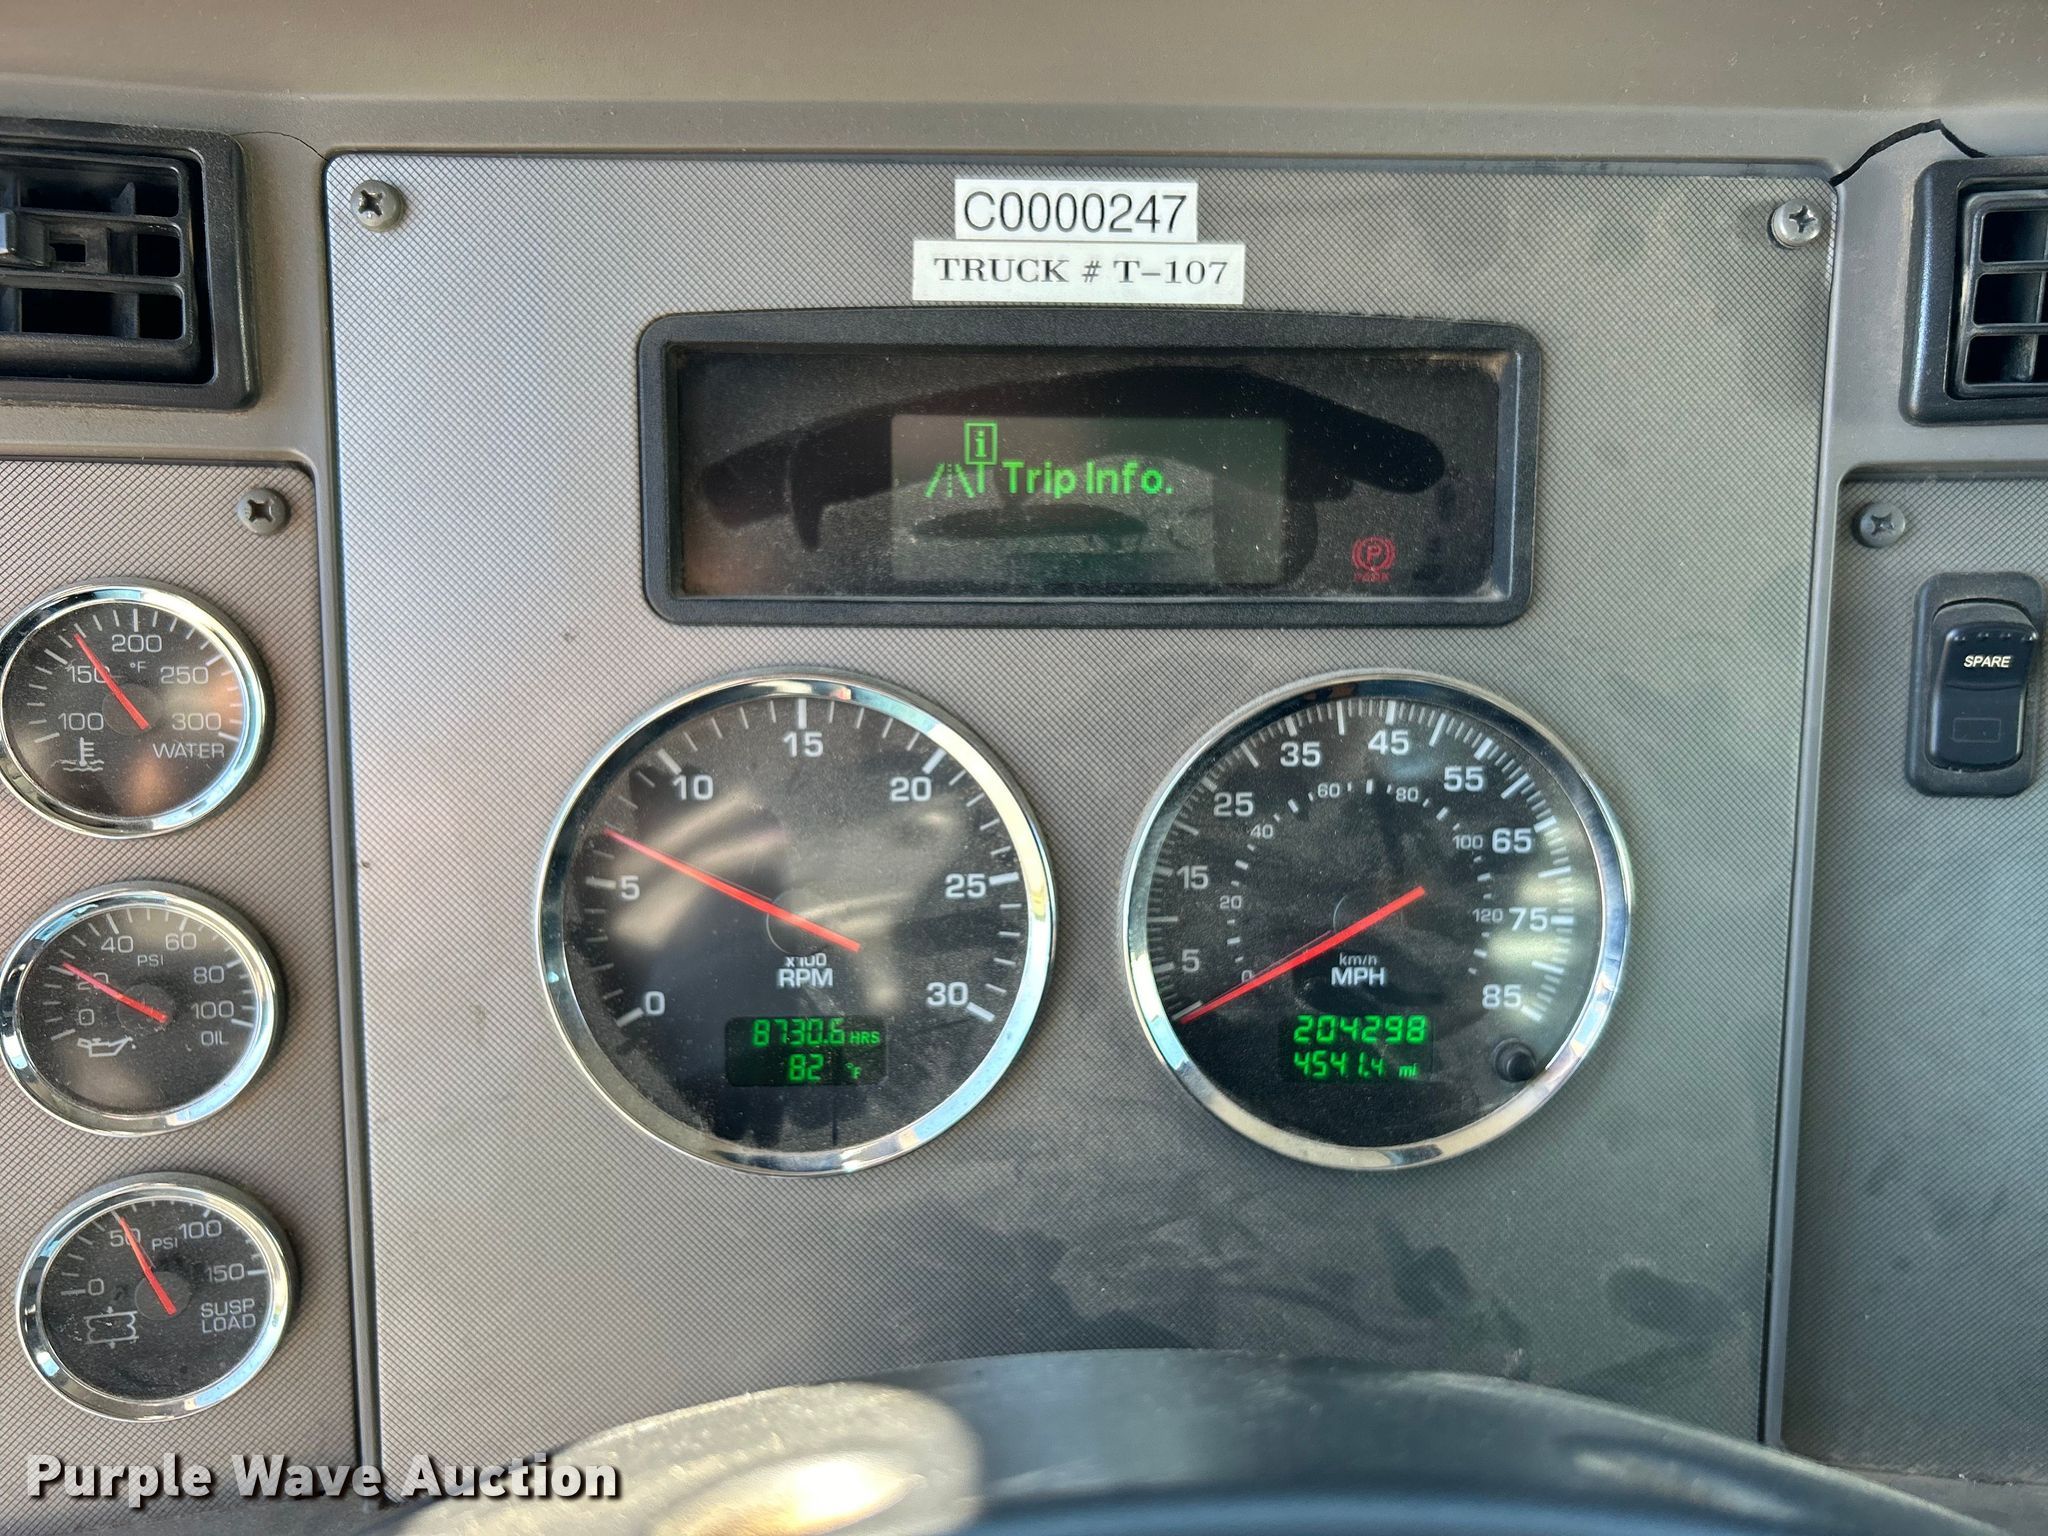 C0000247
TRUCK # T-107
i Trip Info.
P
PARK
SPARE
200
150 °F 250
100 300
WATER
40 60
PSI
20 80
0 100
OIL
50 PSI 100
0 150
SUSP
LOAD
15
10 20
5 25
x100
RPM
0 30
8730.6 HRS
82 °F
35 45
25 60 80 55
40 100 65
15
20 120 75
5 km/h
0 MPH 85
204298
4541.4 mi
Purple Wave Auction